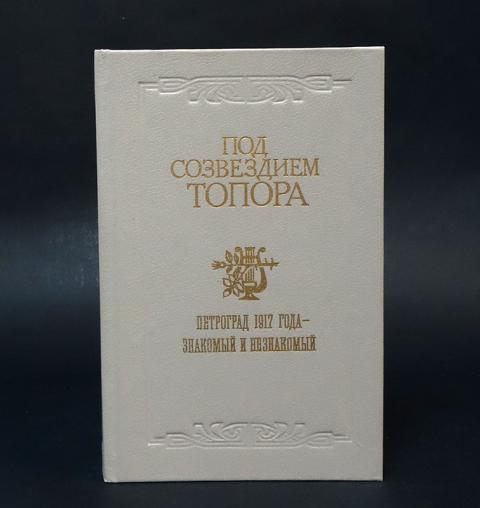 ПОД
СОЗВЕЗДИЕМ
ТОПОРА
ПЕТРОГРАД 1917 ГОДА—
ЗНАКОМЫЙ И НЕЗНАКОМЫЙ